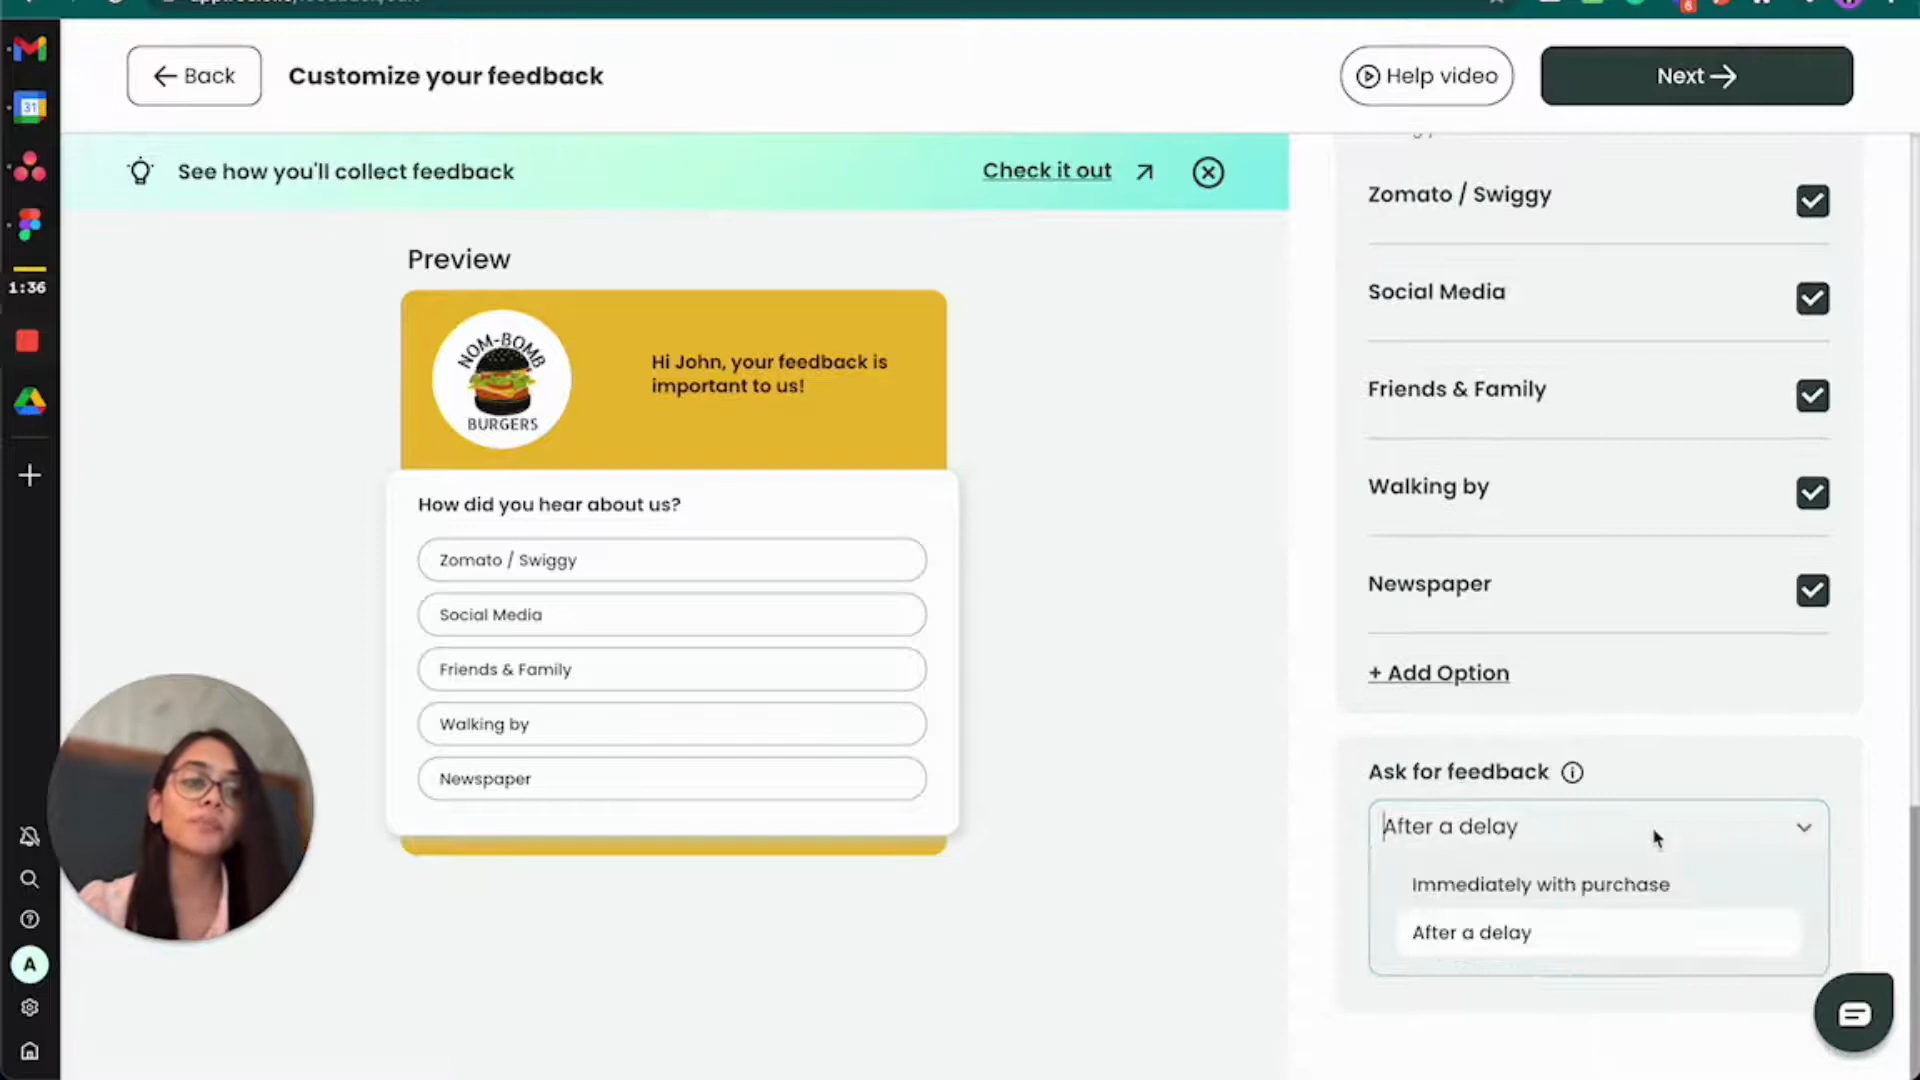 6
31
1:36
A
← Back
Customize your feedback
Help video
Next →
See how you'll collect feedback
Check it out
Preview
NOM-BOMB
BURGERS
Hi John, your feedback is
important to us!
How did you hear about us?
Zomato / Swiggy
Social Media
Friends & Family
Walking by
Newspaper
Zomato / Swiggy
Social Media
Friends & Family
Walking by
Newspaper
+ Add Option
Ask for feedback
After a delay
Immediately with purchase
After a delay